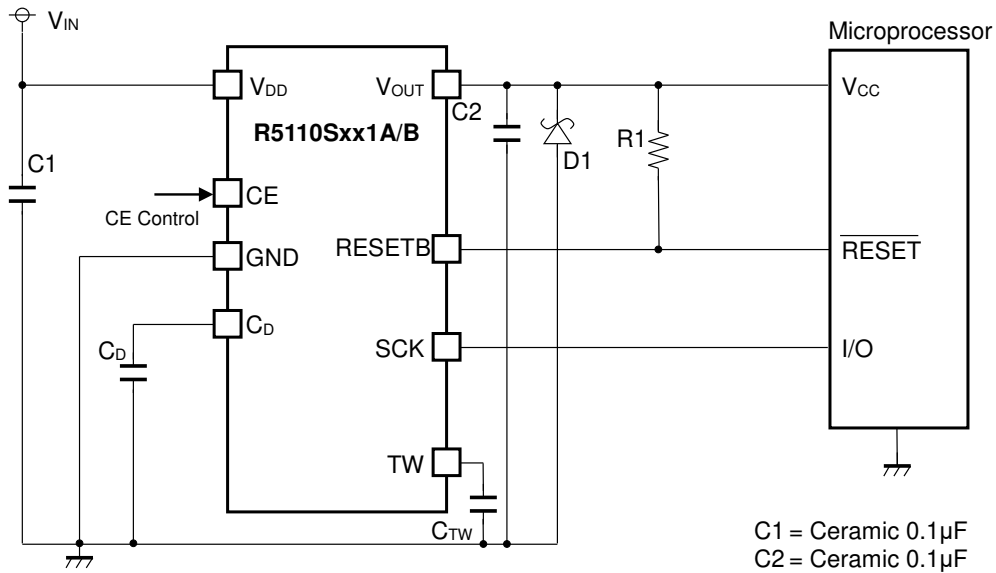 VIN
Microprocessor
VDD
VOUT
C2
VCC
R5110Sxx1A/B
R1
C1
D1
CE
CE Control
RESETB
RESET
GND
CD
CD
SCK
I/O
TW
CTW
C1 = Ceramic 0.1µF
C2 = Ceramic 0.1µF